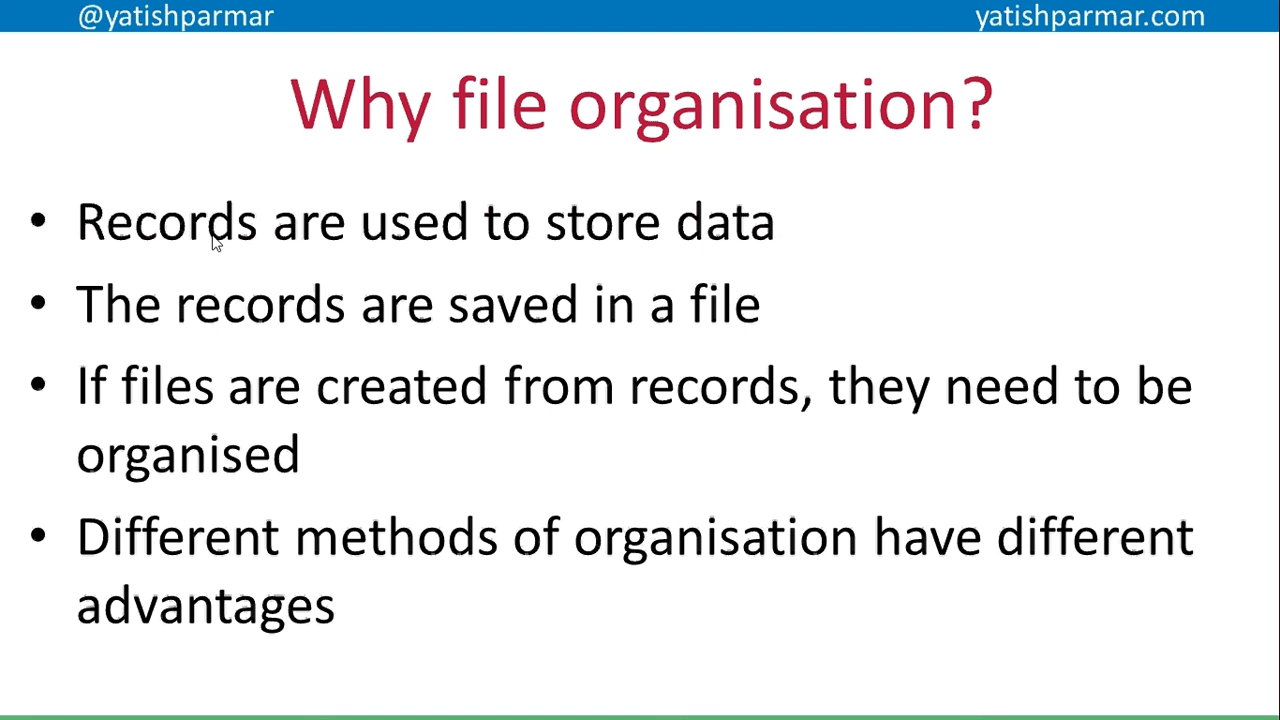 @yatishparmar yatishparmar.com
Why file organisation?
• Records are used to store data
• The records are saved in a file
• If files are created from records, they need to be
organised
• Different methods of organisation have different
advantages